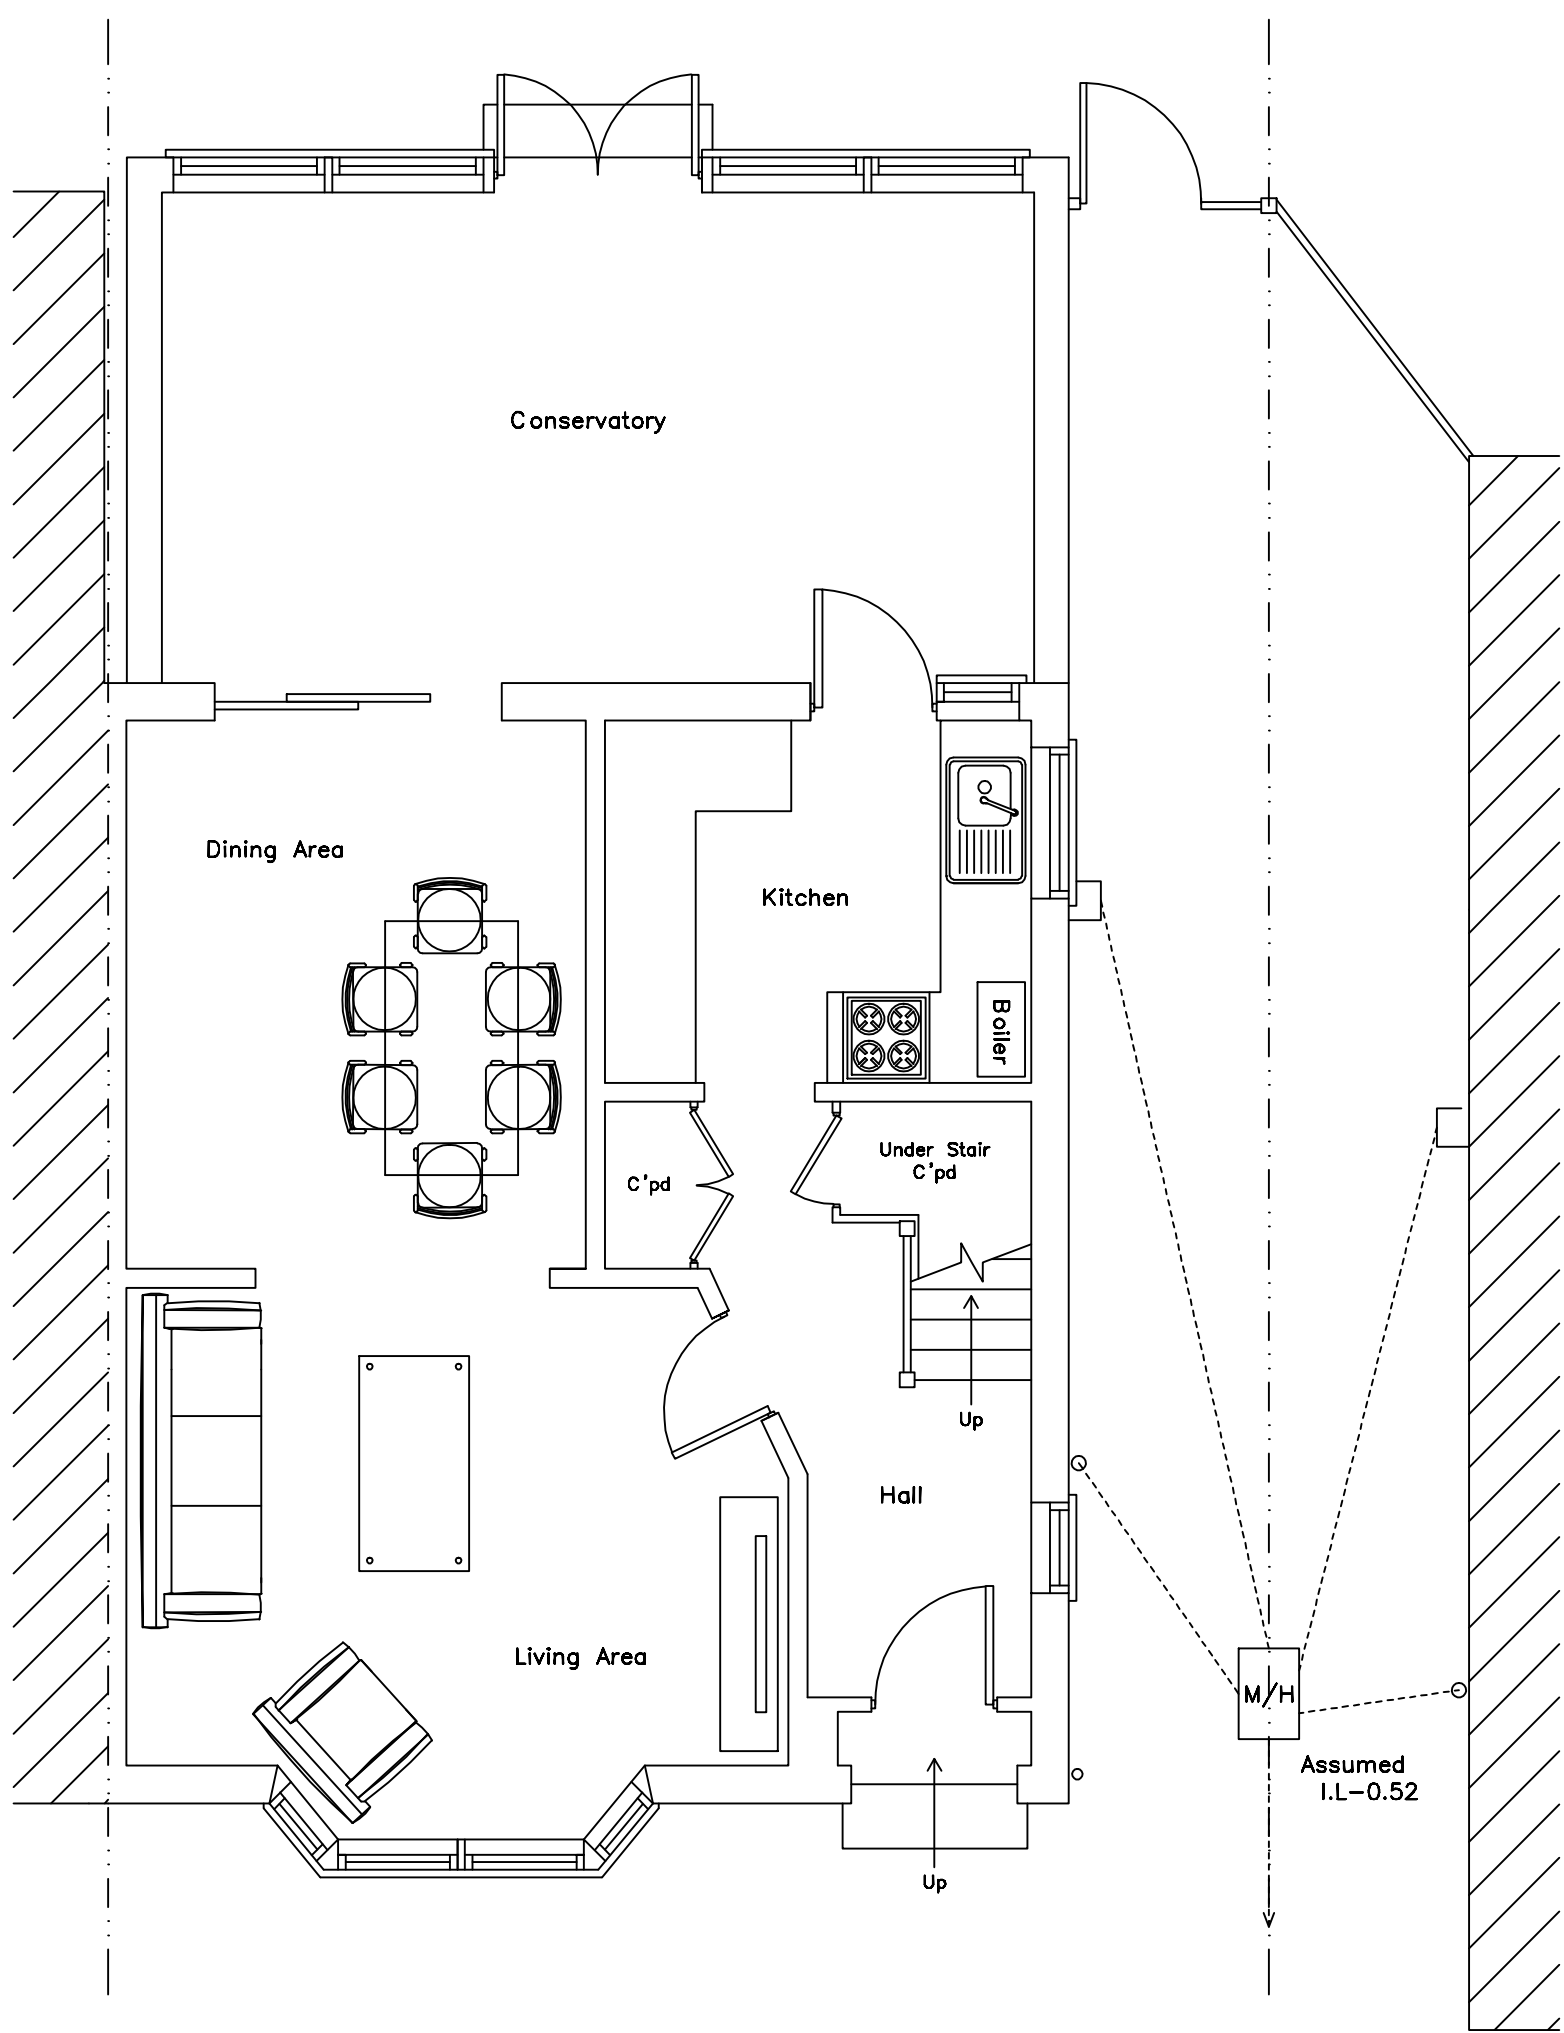 Conservatory
Dining Area
Kitchen
Boiler
Under Stair
C'pd
C'pd
Up
Hall
Living Area
M/H
Assumed
I.L-0.52
Up